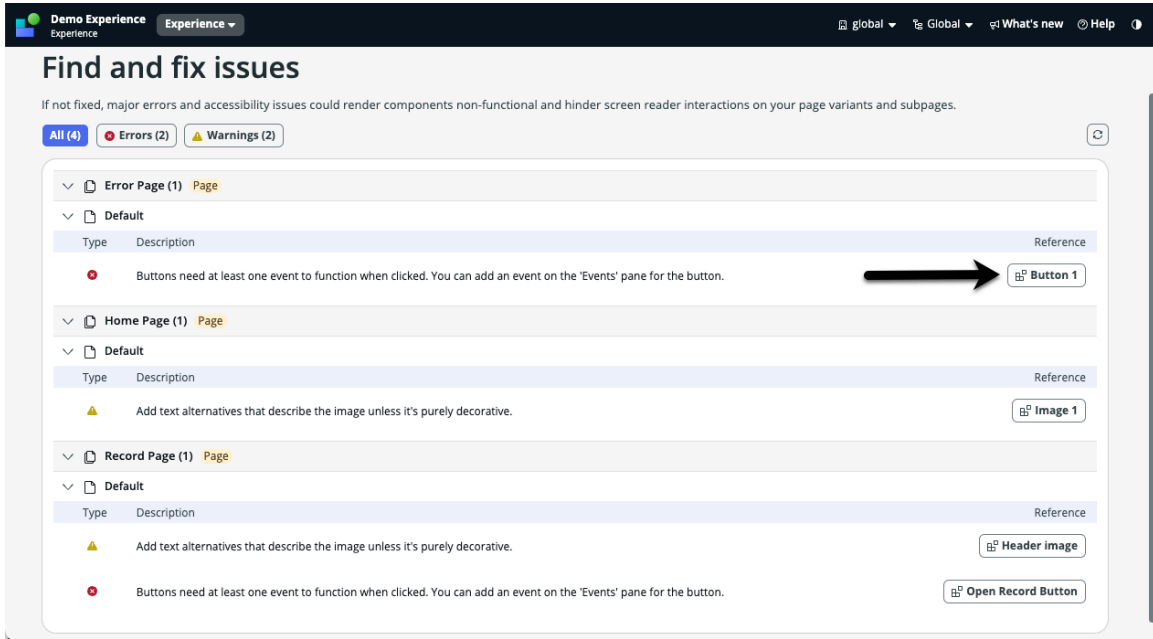 Demo Experience
Experience
Experience
global
Global
What's new
Help
Find and fix issues
If not fixed, major errors and accessibility issues could render components non-functional and hinder screen reader interactions on your page variants and subpages.
All (4) Errors (2) Warnings (2)
Error Page (1) Page
Default
Type Description Reference
Buttons need at least one event to function when clicked. You can add an event on the 'Events' pane for the button. Button 1
Home Page (1) Page
Default
Type Description Reference
Add text alternatives that describe the image unless it's purely decorative. Image 1
Record Page (1) Page
Default
Type Description Reference
Add text alternatives that describe the image unless it's purely decorative. Header image
Buttons need at least one event to function when clicked. You can add an event on the 'Events' pane for the button. Open Record Button